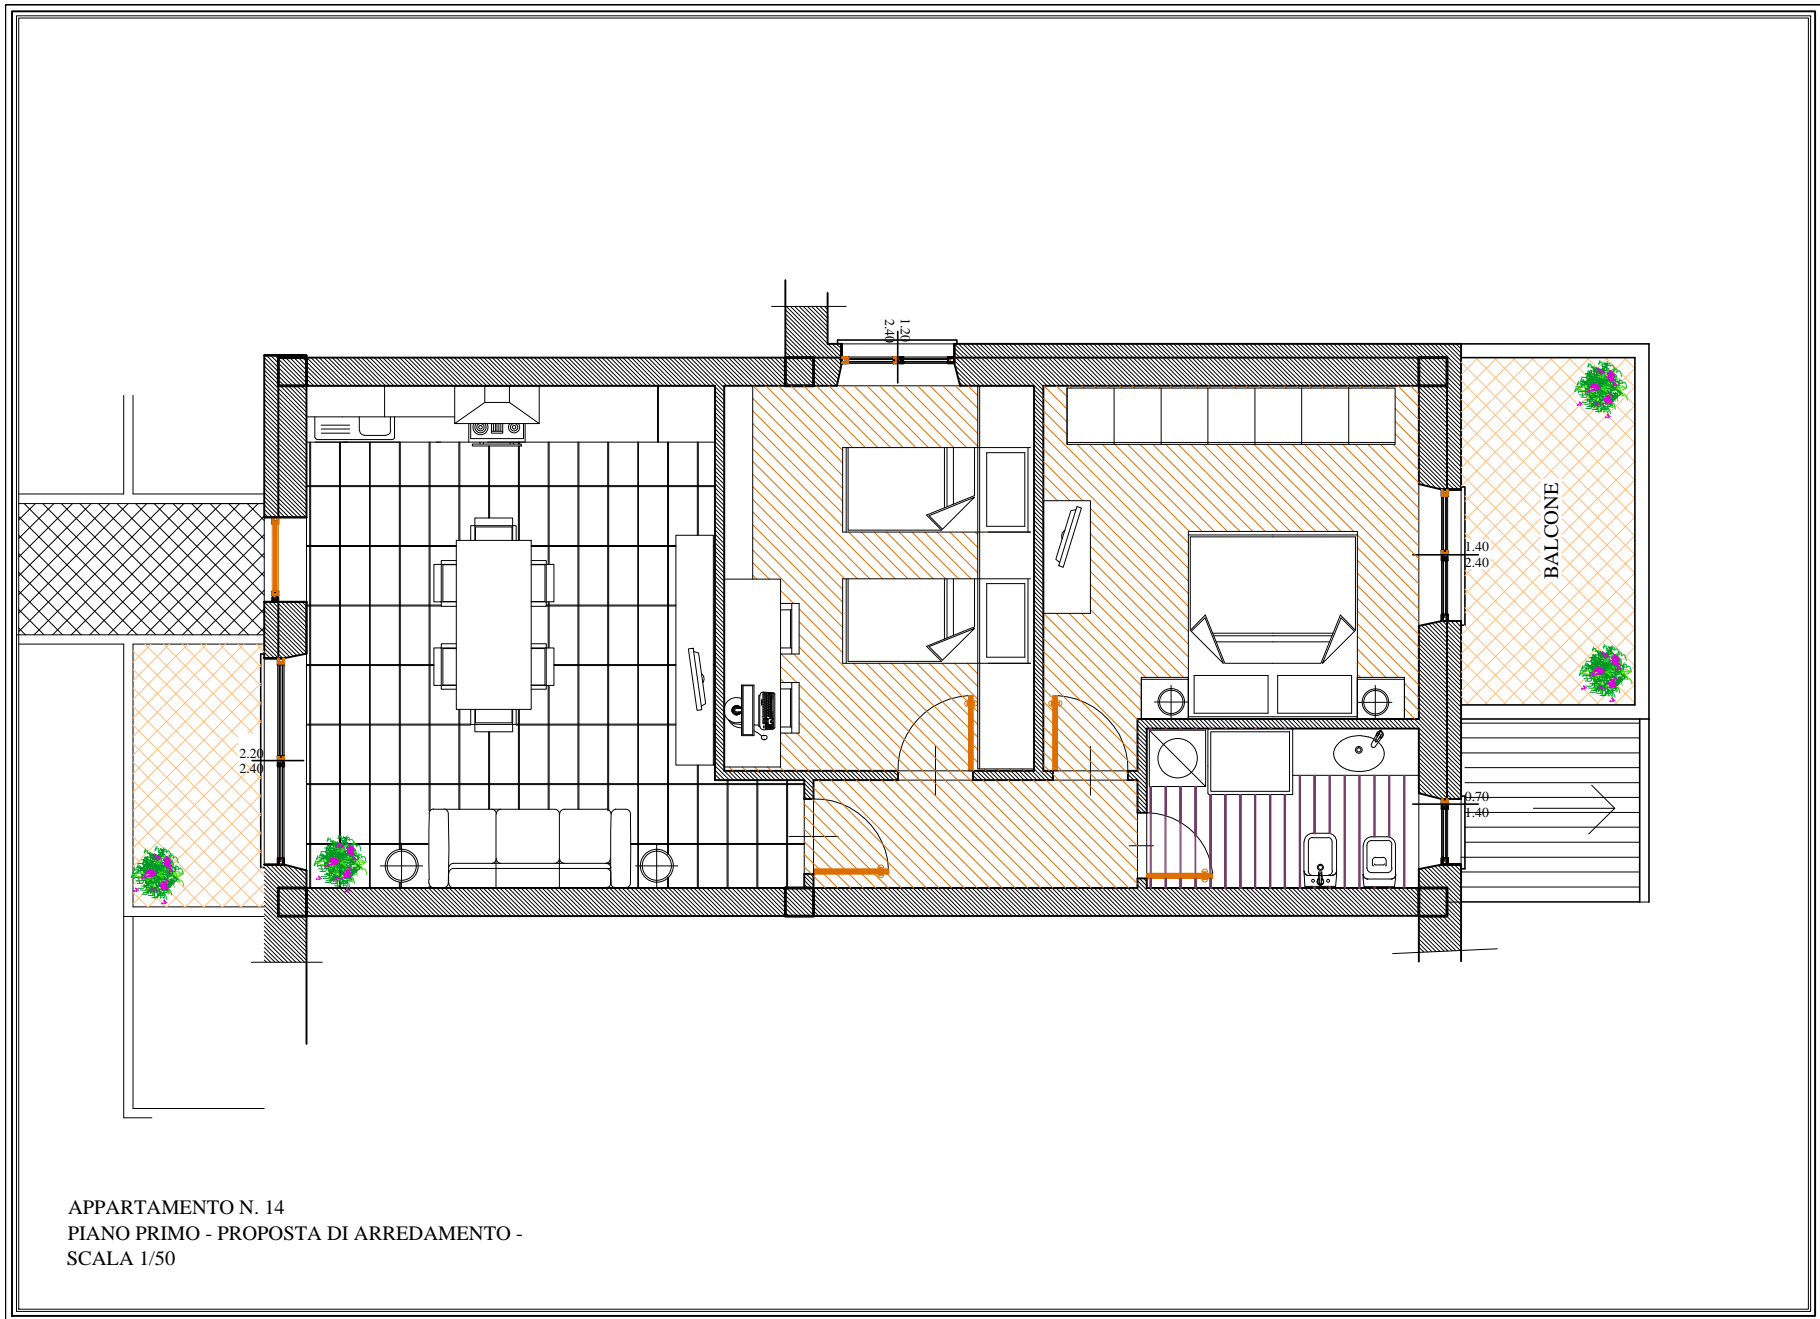 1.20
2.40
BALCONE
1.40
2.40
2.20
2.40
0.70
1.40
APPARTAMENTO N. 14
PIANO PRIMO - PROPOSTA DI ARREDAMENTO -
SCALA 1/50